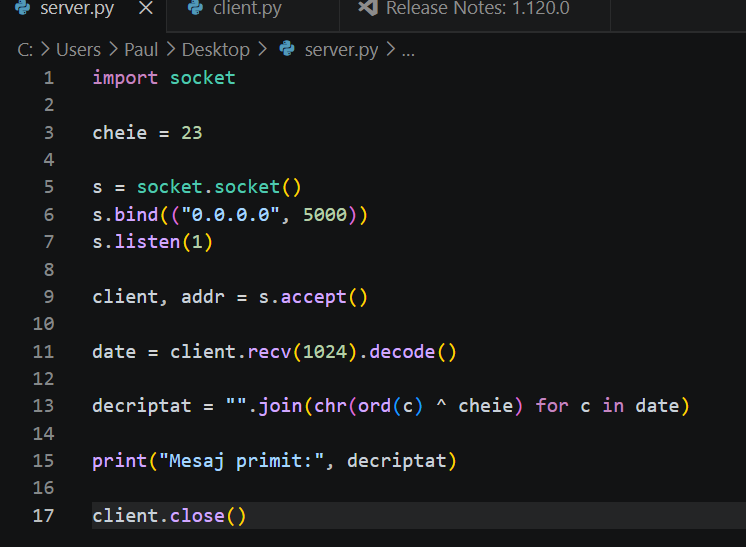 server.py
client.py
Release Notes: 1.120.0
C: > Users > Paul > Desktop > server.py > ...
1 import socket
2
3 cheie = 23
4
5 s = socket.socket()
6 s.bind(("0.0.0.0", 5000))
7 s.listen(1)
8
9 client, addr = s.accept()
10
11 date = client.recv(1024).decode()
12
13 decriptat = "".join(chr(ord(c) ^ cheie) for c in date)
14
15 print("Mesaj primit:", decriptat)
16
17 client.close()